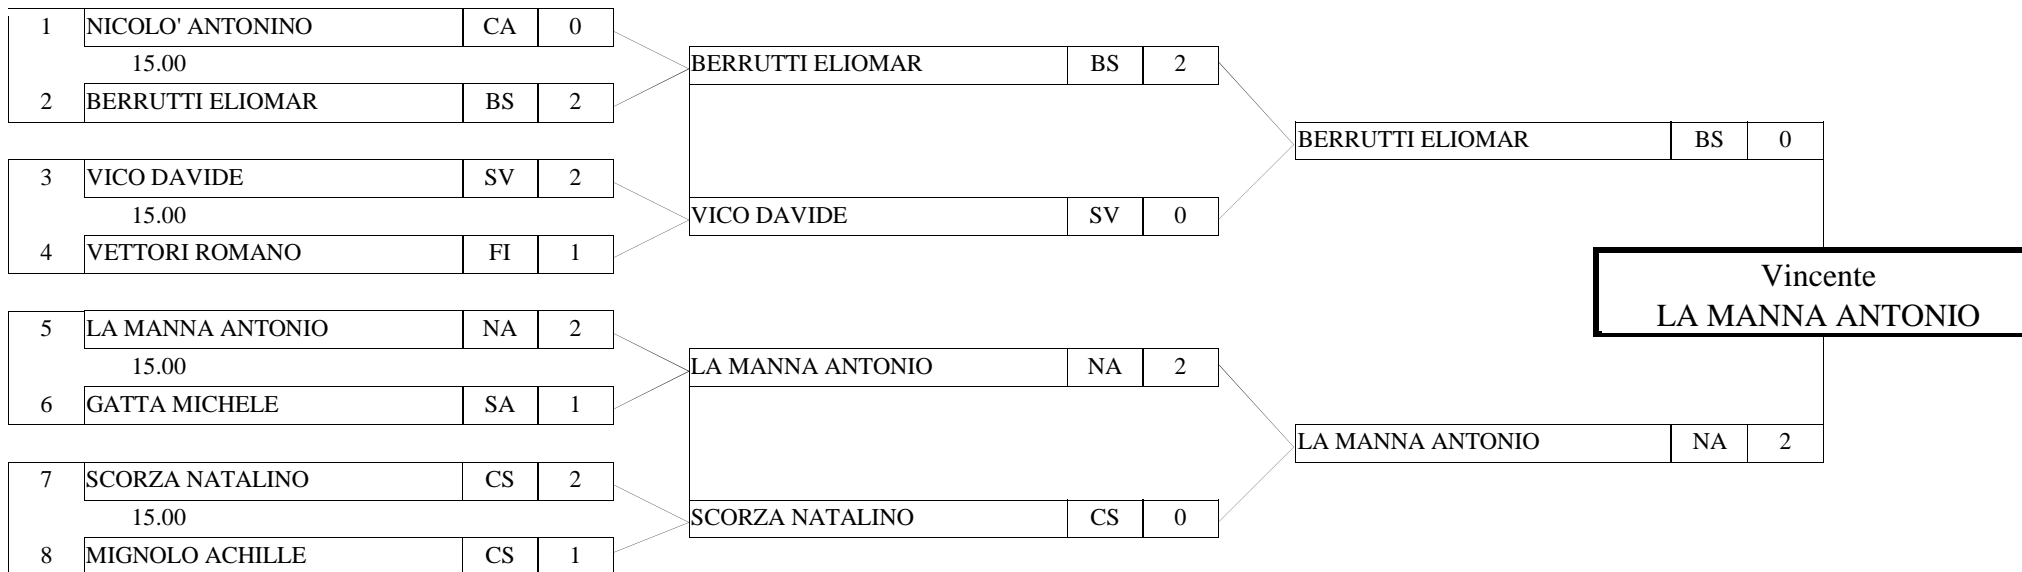 1 NICOLO' ANTONINO CA 0
15.00
2 BERRUTTI ELIOMAR BS 2
3 VICO DAVIDE SV 2
15.00
4 VETTORI ROMANO FI 1
5 LA MANNA ANTONIO NA 2
15.00
6 GATTA MICHELE SA 1
7 SCORZA NATALINO CS 2
15.00
8 MIGNOLO ACHILLE CS 1
BERRUTTI ELIOMAR BS 2
VICO DAVIDE SV 0
LA MANNA ANTONIO NA 2
SCORZA NATALINO CS 0
BERRUTTI ELIOMAR BS 0
LA MANNA ANTONIO NA 2
Vincente
LA MANNA ANTONIO